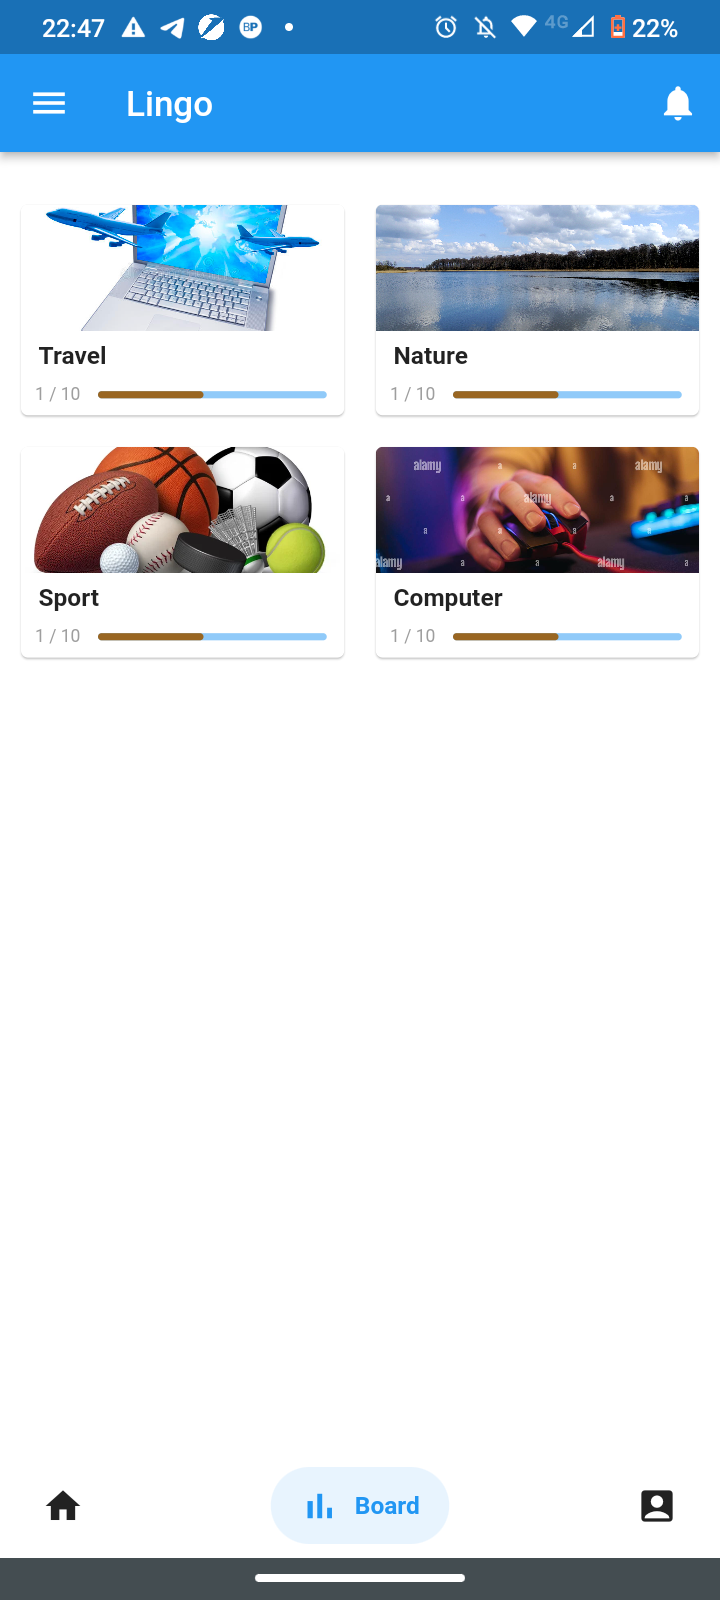 22:47 BP 4G 22%
Lingo
Travel
1 / 10
Nature
1 / 10
alamy a a alamy
a a alamy a a
a a a
alamy a a alamy a
Sport
1 / 10
Computer
1 / 10
Board